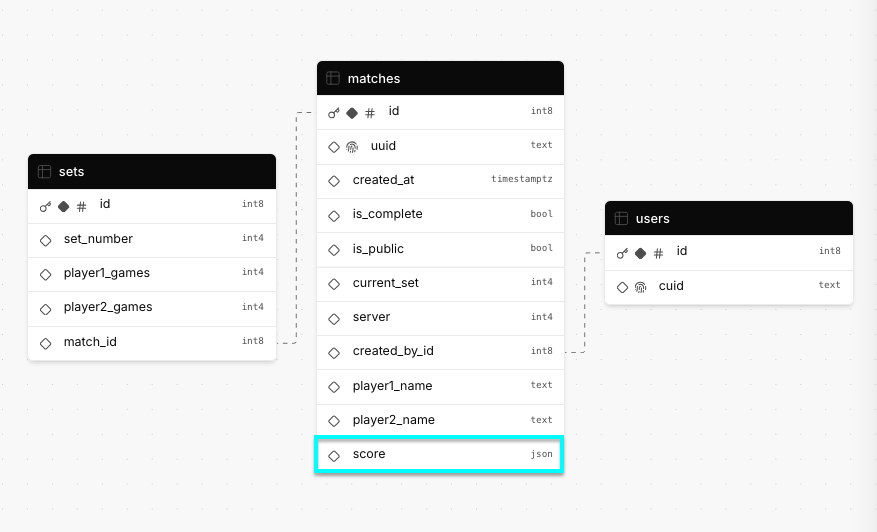 sets
id int8
set_number int4
player1_games int4
player2_games int4
match_id int8
matches
# id int8
uuid text
created_at timestamptz
is_complete bool
is_public bool
current_set int4
server int4
created_by_id int8
player1_name text
player2_name text
score json
users
id int8
cuid text